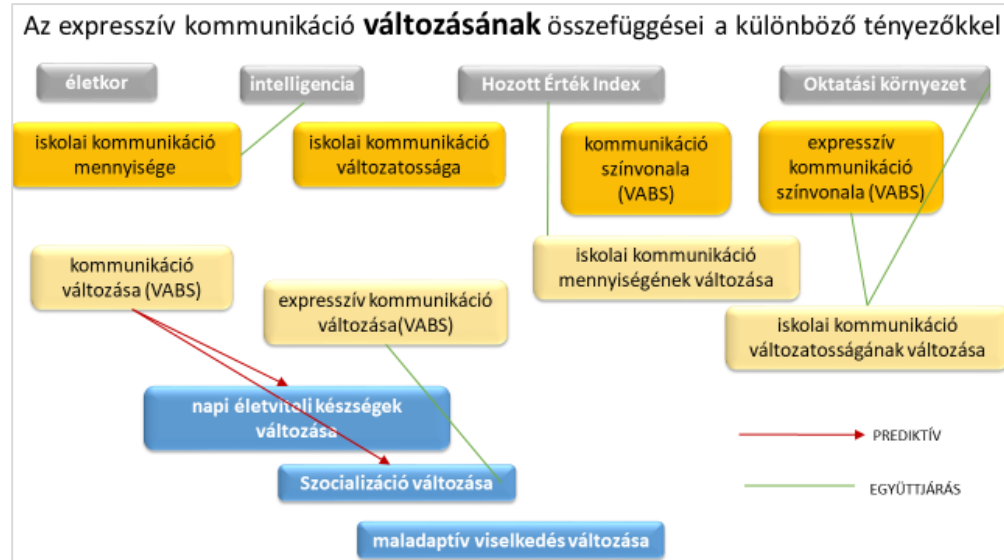 Az expresszív kommunikáció változásának összefüggései a különböző tényezőkkel
életkor
intelligencia
Hozott Érték Index
Oktatási környezet
iskolai kommunikáció
mennyisége
iskolai kommunikáció
változatossága
kommunikáció
színvonala
(VABS)
expresszív
kommunikáció
színvonala (VABS)
kommunikáció
változása (VABS)
expresszív kommunikáció
változása(VABS)
iskolai kommunikáció
mennyiségének változása
iskolai kommunikáció
változatosságának változása
napi életviteli készségek
változása
Szocializáció változása
maladaptív viselkedés változása
PREDIKTÍV
EGYÜTTJÁRÁS